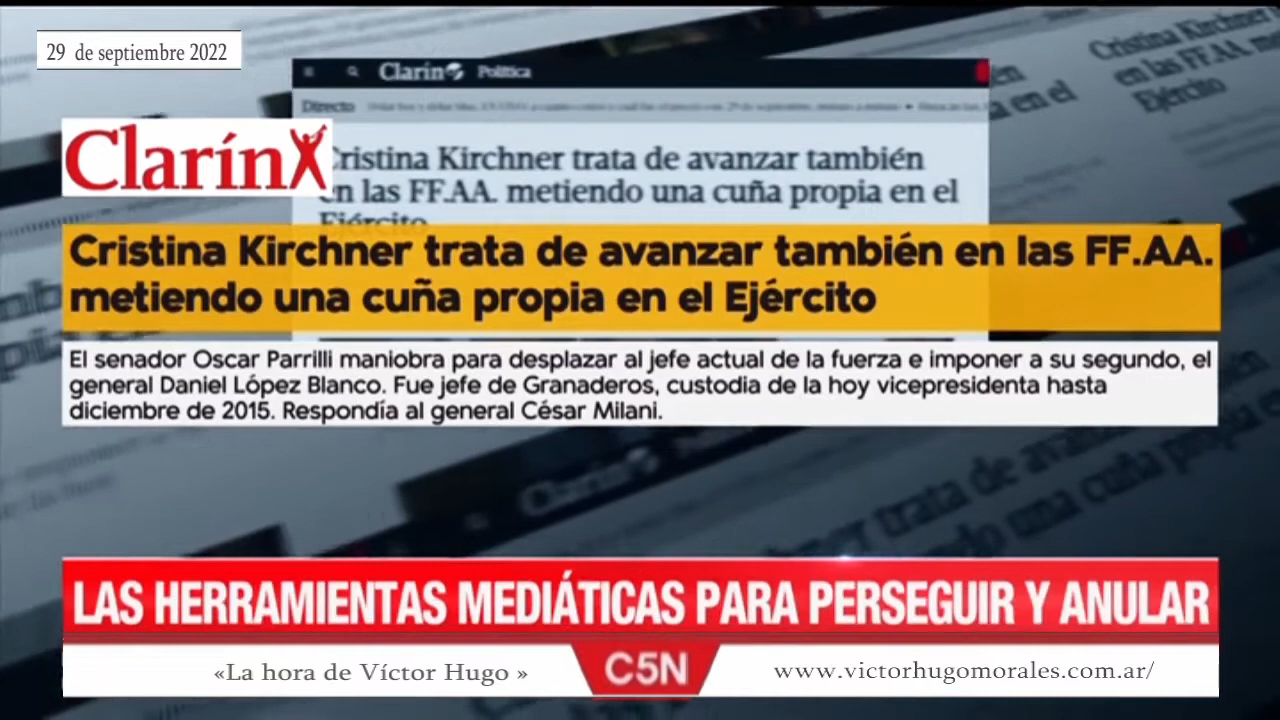 29 de septiembre 2022
Clarín Política
Directo
Cristina Kirchner trata de avanzar también
en las FF.AA. metiendo una cuña propia en el
Ejército
Clarín
Cristina Kirchner trata de avanzar también en las FF.AA.
metiendo una cuña propia en el Ejército
El senador Oscar Parrilli maniobra para desplazar al jefe actual de la fuerza e imponer a su segundo, el
general Daniel López Blanco. Fue jefe de Granaderos, custodia de la hoy vicepresidenta hasta
diciembre de 2015. Respondía al general César Milani.
LAS HERRAMIENTAS MEDIÁTICAS PARA PERSEGUIR Y ANULAR
«La hora de Víctor Hugo »
C5N
www.victorhugomorales.com.ar/